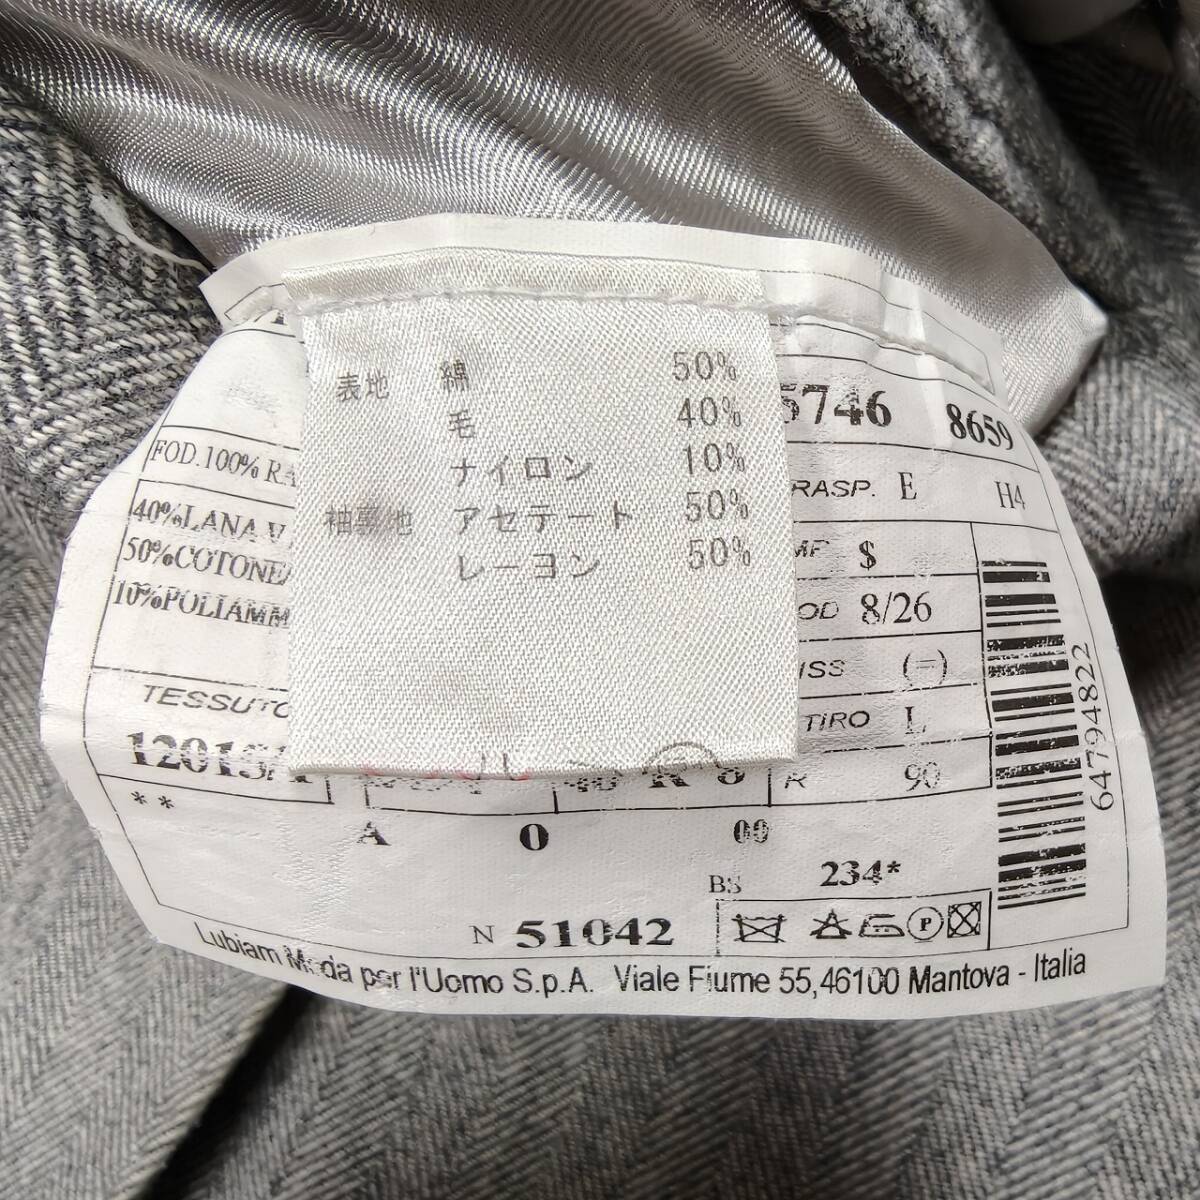 表地 綿 50%
毛 40%
ナイロン 10%
袖裏地 アセテート 50%
レーヨン 50%
5746 8659
FOD.100%
40%LANA
50%COTONE
10%POLIAMM
TESSUTO
**
RASP. E H4
$
8/26
(=)
TIRO L
R 90
64794822
A 0 00
BS 234*
N 51042
P
Lubiam Moda per l'Uomo S.p.A. Viale Fiume 55,46100 Mantova - Italia